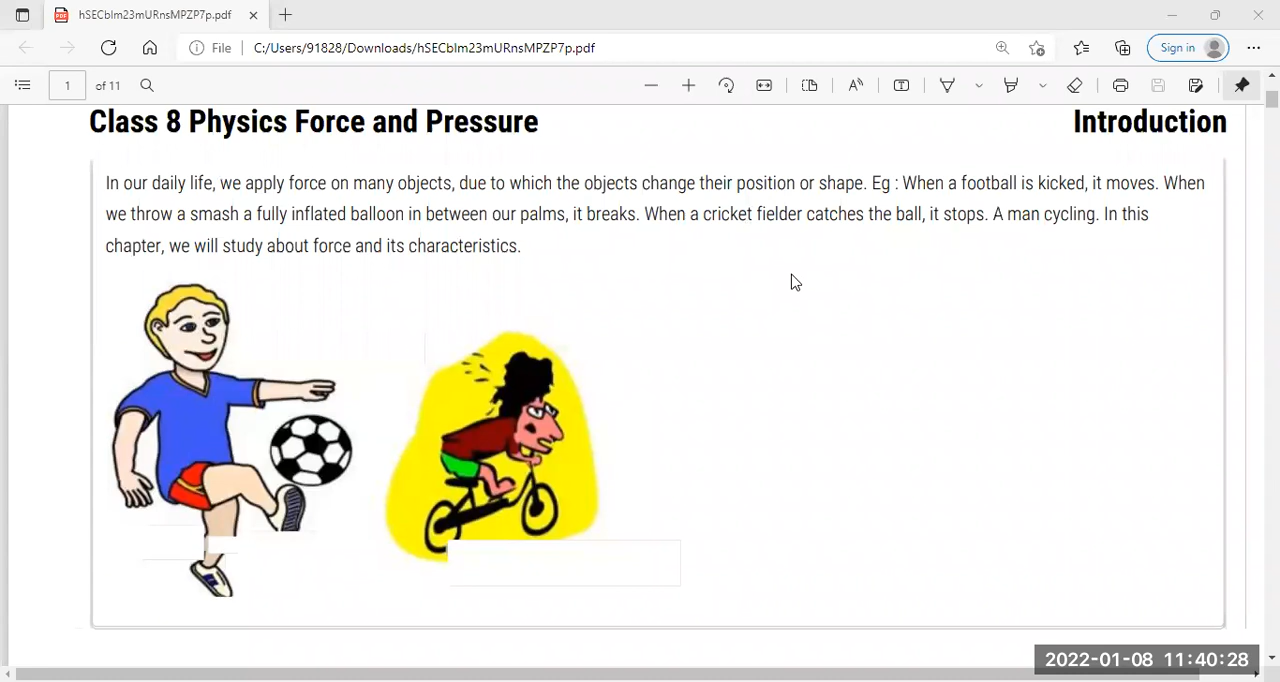 hSECblm23mURnsMPZP7p.pdf
File
C:/Users/91828/Downloads/hSECblm23mURnsMPZP7p.pdf
Sign in
1 of 11
Class 8 Physics Force and Pressure
Introduction
In our daily life, we apply force on many objects, due to which the objects change their position or shape. Eg : When a football is kicked, it moves. When
we throw a smash a fully inflated balloon in between our palms, it breaks. When a cricket fielder catches the ball, it stops. A man cycling. In this
chapter, we will study about force and its characteristics.
2022-01-08 11:40:28